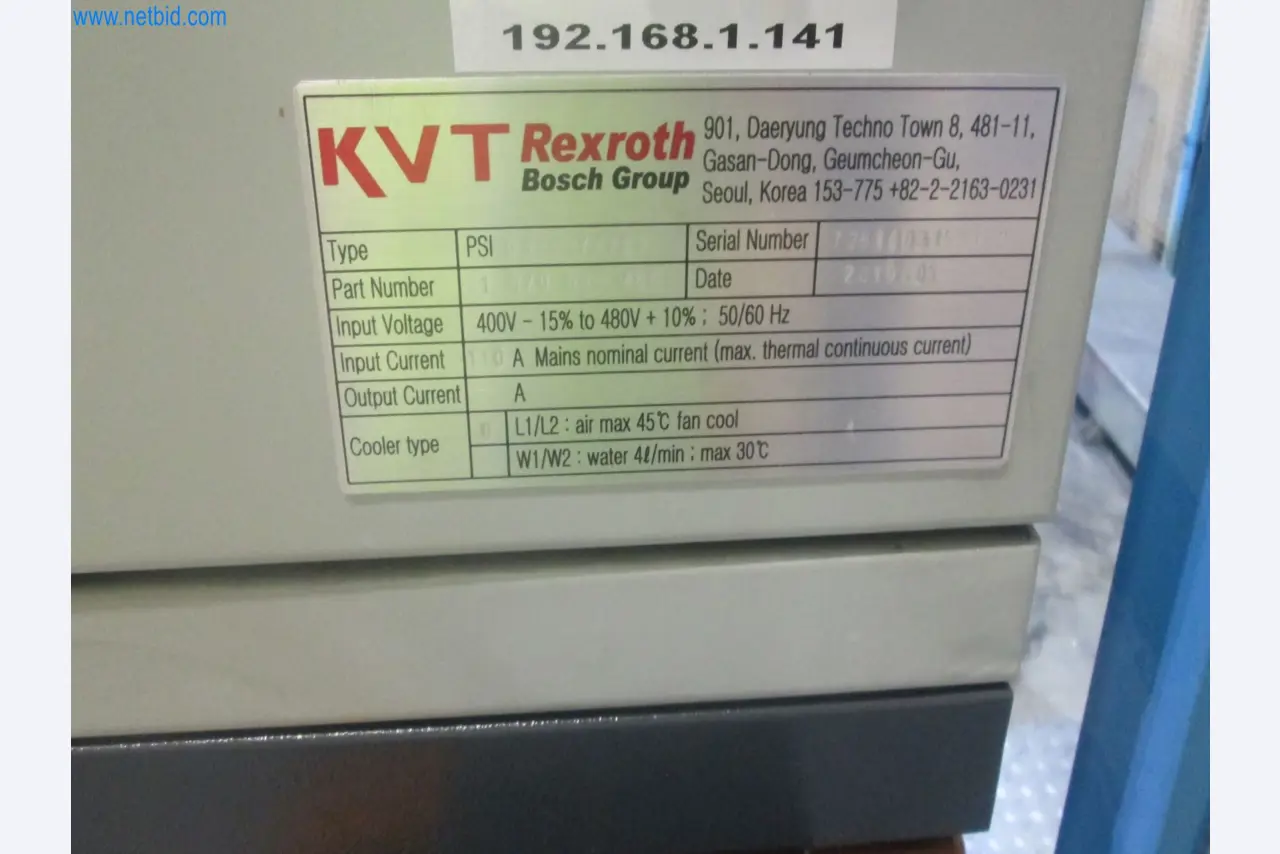 www.netbid.com
192.168.1.141
KVT Rexroth
Bosch Group
901, Daeryung Techno Town 8, 481-11,
Gasan-Dong, Geumcheon-Gu,
Seoul, Korea 153-775 +82-2-2163-0231
Type PSI Serial Number
Part Number Date
Input Voltage 400V - 15% to 480V + 10% ; 50/60 Hz
Input Current 110 A Mains nominal current (max. thermal continuous current)
Output Current A
Cooler type
L1/L2 : air max 45℃ fan cool
W1/W2 : water 4ℓ/min ; max 30℃